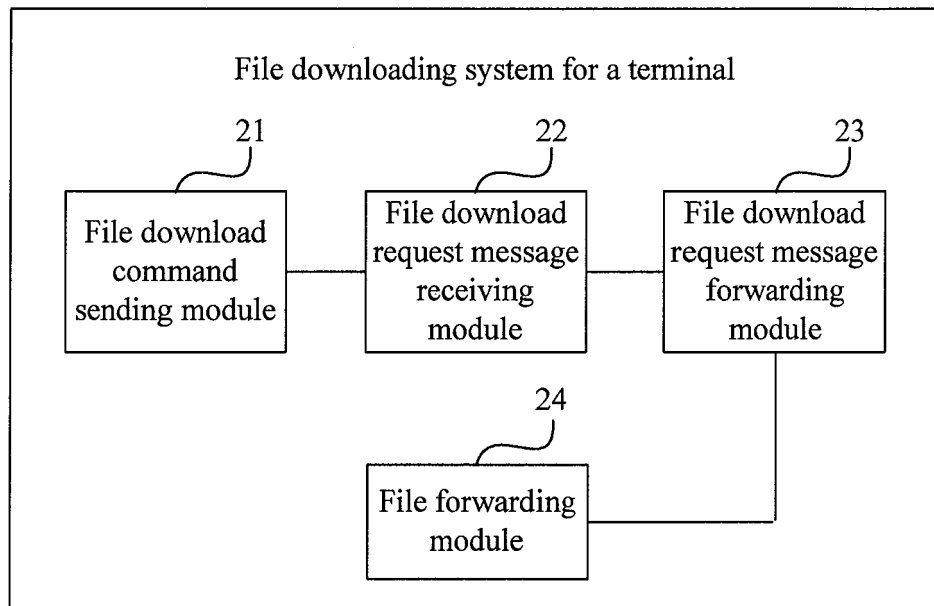 File downloading system for a terminal
21
22
23
File download
command
sending module
File download
request message
receiving
module
File download
request message
forwarding
module
24
File forwarding
module